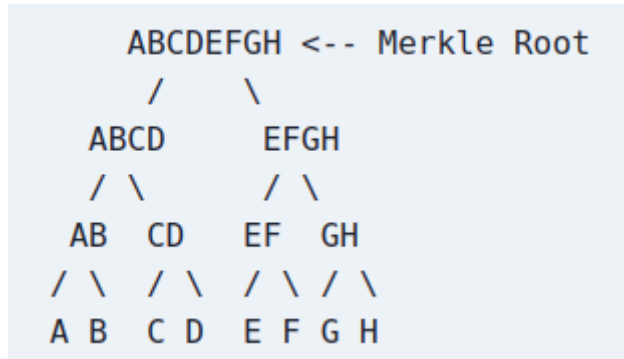 ABCDEFGH <-- Merkle Root
/ \
ABCD EFGH
/ \ / \
AB CD EF GH
/ \ / \ / \ / \
A B C D E F G H